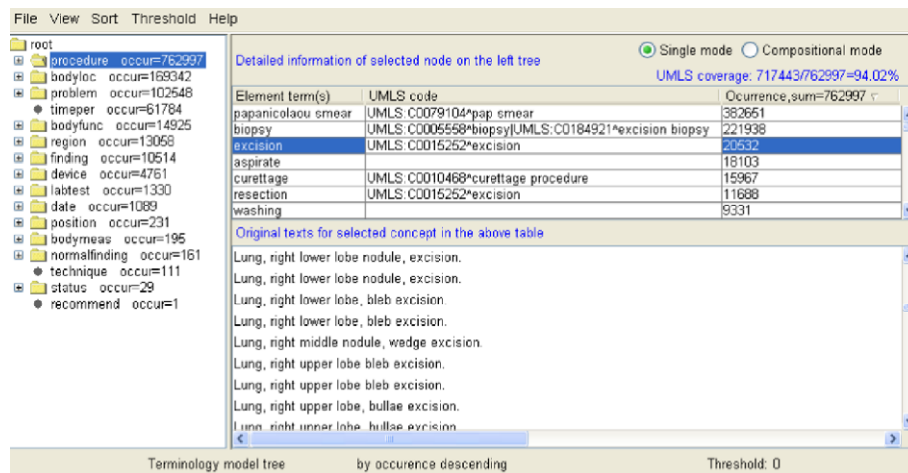 File View Sort Threshold Help
root
procedure occur=762997
bodyloc occur=169342
problem occur=102548
timeper occur=61784
bodyfunc occur=14925
region occur=13058
finding occur=10514
device occur=4761
labtest occur=1330
date occur=1089
position occur=231
bodymeas occur=195
normalfinding occur=161
technique occur=111
status occur=29
recommend occur=1
Detailed information of selected node on the left tree
Single mode Compositional mode
UMLS coverage: 717443/762997=94.02%
Element term(s) UMLS code Ocurrence,sum=762997
papanicolaou smear UMLS:C0079104^pap smear 382651
biopsy UMLS:C0005558^biopsy|UMLS:C0184921^excision biopsy 221938
excision UMLS:C0015252^excision 20532
aspirate 18103
curettage UMLS:C0010468^curettage procedure 15967
resection UMLS:C0015252^excision 11688
washing 9331
Original texts for selected concept in the above table
Lung, right lower lobe nodule, excision.
Lung, right lower lobe nodule, excision.
Lung, right lower lobe, bleb excision.
Lung, right lower lobe, bleb excision.
Lung, right middle nodule, wedge excision.
Lung, right upper lobe bleb excision.
Lung, right upper lobe bleb excision.
Lung, right upper lobe, bullae excision.
Lung, right upper lobe, bullae excision.
Terminology model tree by occurence descending Threshold: 0